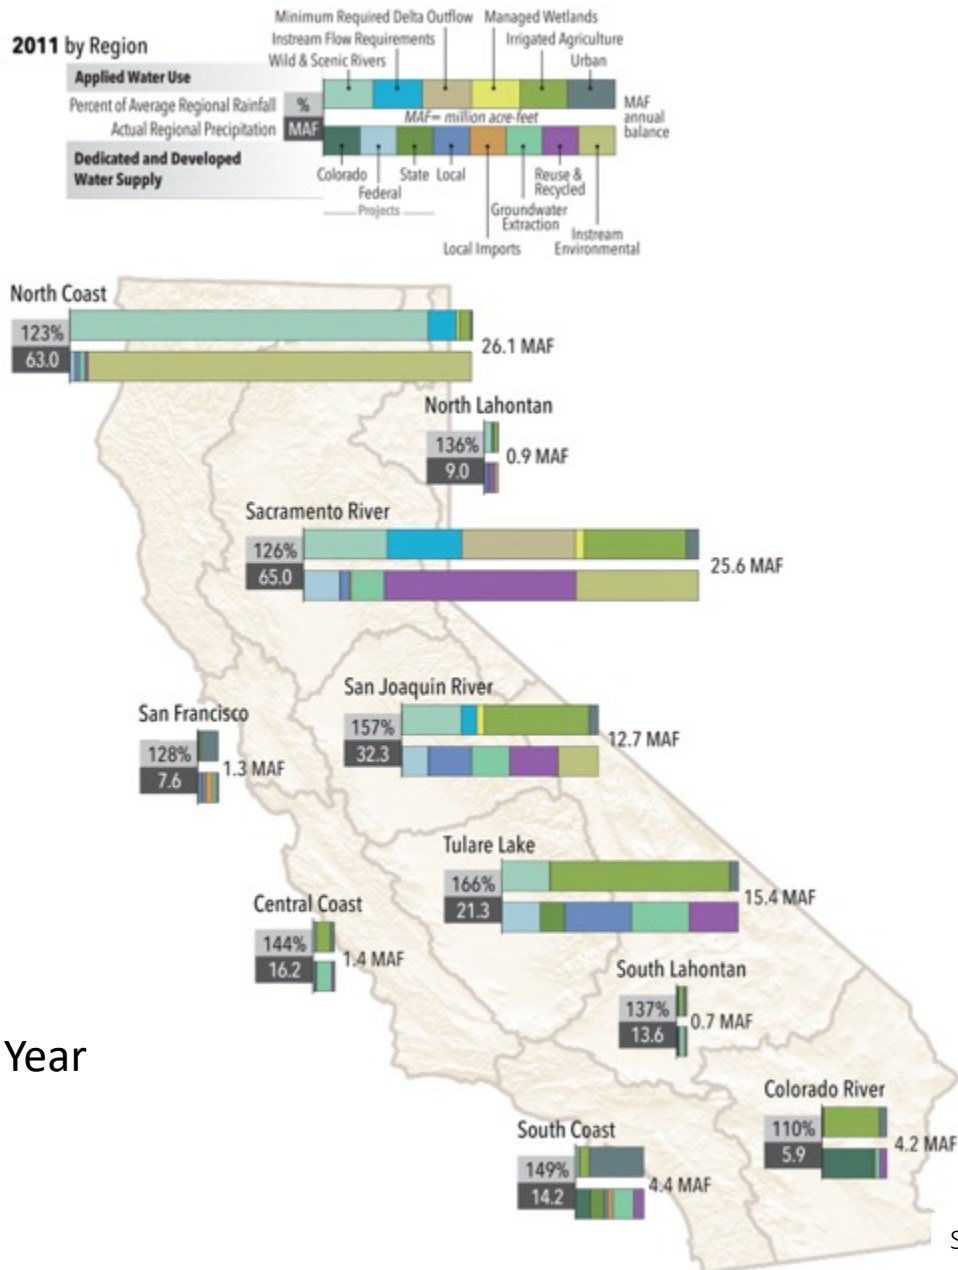 2011 by Region
Minimum Required Delta Outflow
Managed Wetlands
Instream Flow Requirements
Irrigated Agriculture
Wild & Scenic Rivers
Urban
Applied Water Use
Percent of Average Regional Rainfall
%
MAF= million acre-feet
MAF
annual
balance
Actual Regional Precipitation
MAF
Dedicated and Developed
Water Supply
Colorado
Federal
State
Local
Projects
Local Imports
Groundwater
Extraction
Reuse &
Recycled
Instream
Environmental
North Coast
123%
63.0
26.1 MAF
North Lahontan
136%
9.0
0.9 MAF
Sacramento River
126%
65.0
25.6 MAF
San Joaquin River
157%
32.3
12.7 MAF
San Francisco
128%
7.6
1.3 MAF
Tulare Lake
166%
21.3
15.4 MAF
Central Coast
144%
16.2
1.4 MAF
South Lahontan
137%
13.6
0.7 MAF
Year
Colorado River
110%
5.9
4.2 MAF
South Coast
149%
14.2
4.4 MAF
S